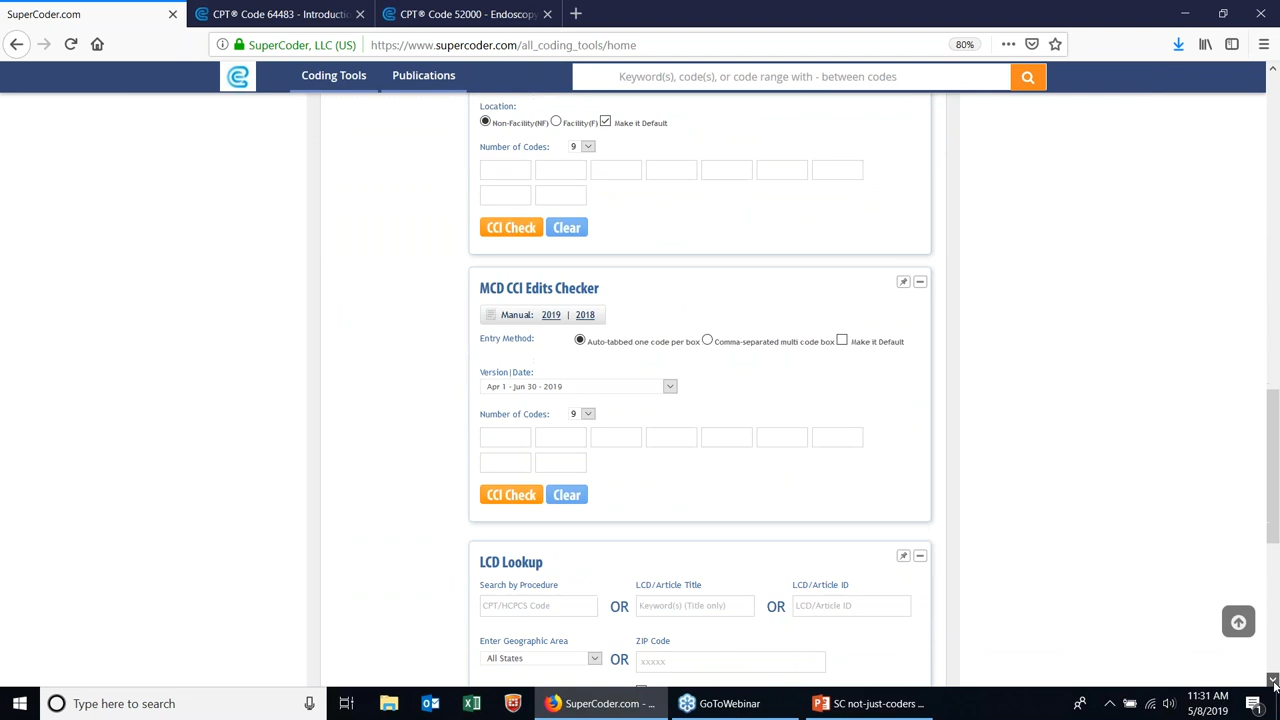 SuperCoder.com
CPT® Code 64483 - Introductio
CPT® Code 52000 - Endoscopy
SuperCoder, LLC (US)
https://www.supercoder.com/all_coding_tools/home
80%
Coding Tools
Publications
Keyword(s), code(s), or code range with - between codes
Location:
Non-Facility(NF) Facility(F) Make it Default
Number of Codes: 9
CCI Check Clear
MCD CCI Edits Checker
Manual: 2019 | 2018
Entry Method: Auto-tabbed one code per box Comma-separated multi code box Make it Default
Version|Date:
Apr 1 - Jun 30 - 2019
Number of Codes: 9
CCI Check Clear
LCD Lookup
Search by Procedure LCD/Article Title LCD/Article ID
CPT/HCPCS Code OR Keyword(s) (Title only) OR LCD/Article ID
Enter Geographic Area ZIP Code
All States OR xxxxx
Type here to search
SuperCoder.com - ...
GoToWebinar
SC not-just-coders ...
11:31 AM
5/8/2019